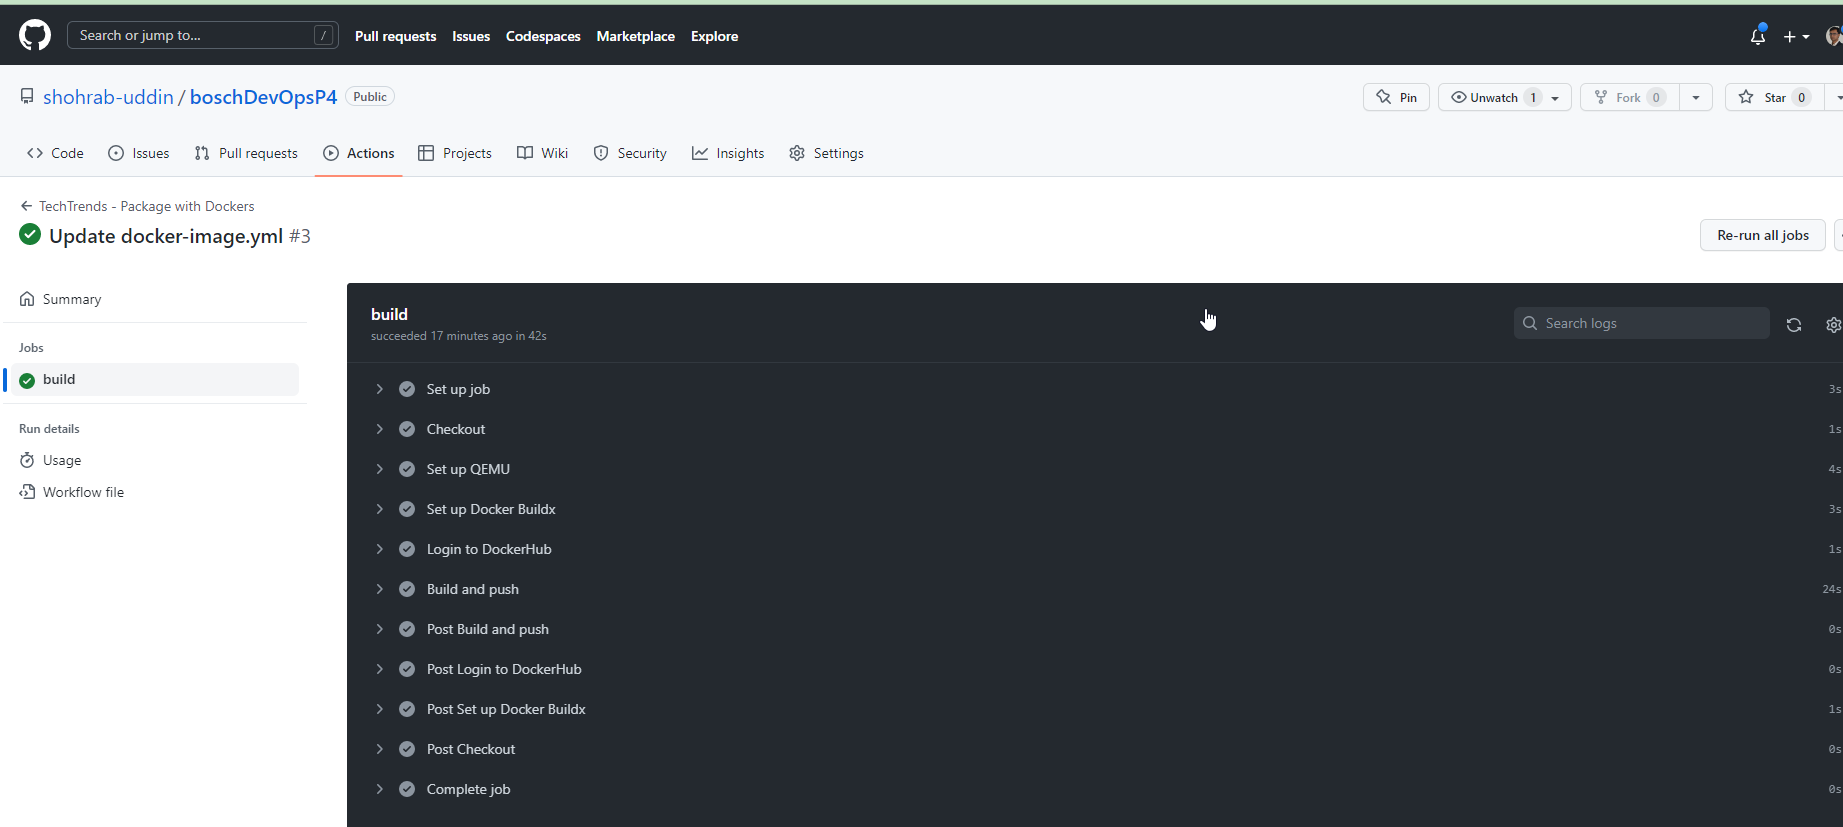 Search or jump to... /
Pull requests Issues Codespaces Marketplace Explore
shohrab-uddin / boschDevOpsP4 Public
Pin Unwatch 1 Fork 0 Star 0
Code Issues Pull requests Actions Projects Wiki Security Insights Settings
TechTrends - Package with Dockers
Update docker-image.yml #3
Re-run all jobs
Summary
Jobs
build
Run details
Usage
Workflow file
build
succeeded 17 minutes ago in 42s
Search logs
Set up job 3s
Checkout 1s
Set up QEMU 4s
Set up Docker Buildx 3s
Login to DockerHub 1s
Build and push 24s
Post Build and push 0s
Post Login to DockerHub 0s
Post Set up Docker Buildx 1s
Post Checkout 0s
Complete job 0s